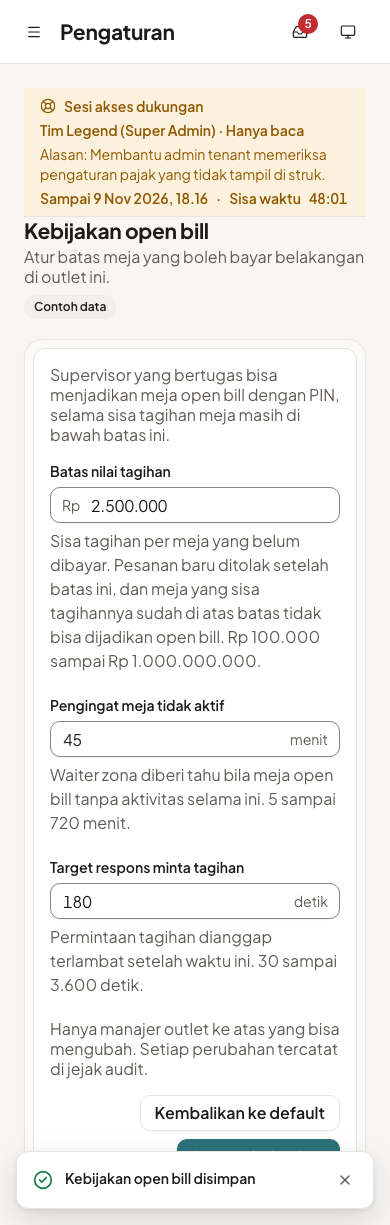 Pengaturan
5
Sesi akses dukungan
Tim Legend (Super Admin) · Hanya baca
Alasan: Membantu admin tenant memeriksa
pengaturan pajak yang tidak tampil di struk.
Sampai 9 Nov 2026, 18.16 · Sisa waktu 48:01
Kebijakan open bill
Atur batas meja yang boleh bayar belakangan
di outlet ini.
Contoh data
Supervisor yang bertugas bisa
menjadikan meja open bill dengan PIN,
selama sisa tagihan meja masih di
bawah batas ini.
Batas nilai tagihan
Rp 2.500.000
Sisa tagihan per meja yang belum
dibayar. Pesanan baru ditolak setelah
batas ini, dan meja yang sisa
tagihannya sudah di atas batas tidak
bisa dijadikan open bill. Rp 100.000
sampai Rp 1.000.000.000.
Pengingat meja tidak aktif
45 menit
Waiter zona diberi tahu bila meja open
bill tanpa aktivitas selama ini. 5 sampai
720 menit.
Target respons minta tagihan
180 detik
Permintaan tagihan dianggap
terlambat setelah waktu ini. 30 sampai
3.600 detik.
Hanya manajer outlet ke atas yang bisa
mengubah. Setiap perubahan tercatat
di jejak audit.
Kembalikan ke default
Kebijakan open bill disimpan